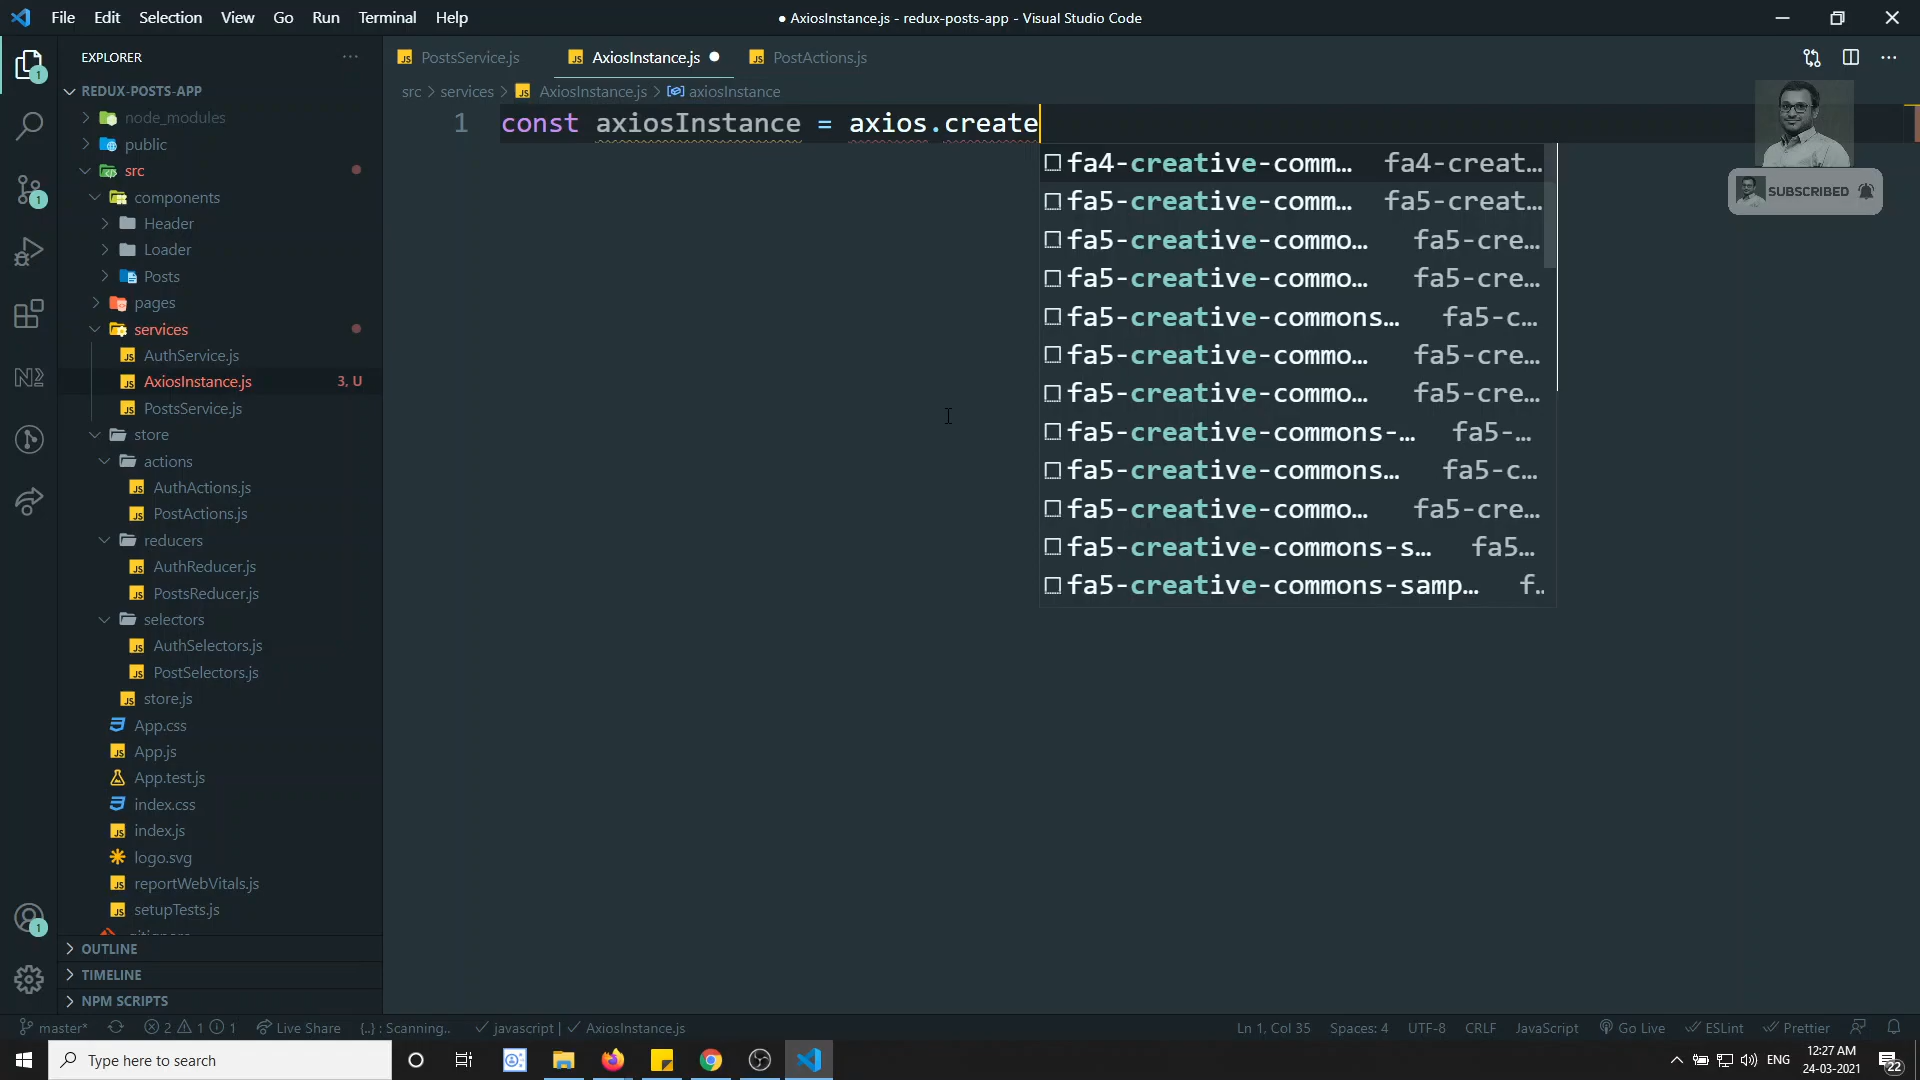 File Edit Selection View Go Run Terminal Help
● AxiosInstance.js - redux-posts-app - Visual Studio Code
EXPLORER
REDUX-POSTS-APP
node_modules
public
src
components
Header
Loader
Posts
pages
services
AuthService.js
AxiosInstance.js 3, U
PostsService.js
store
actions
AuthActions.js
PostActions.js
reducers
AuthReducer.js
PostsReducer.js
selectors
AuthSelectors.js
PostSelectors.js
store.js
App.css
App.js
App.test.js
index.css
index.js
logo.svg
reportWebVitals.js
setupTests.js
OUTLINE
TIMELINE
NPM SCRIPTS
PostsService.js AxiosInstance.js ● PostActions.js
src > services > AxiosInstance.js > axiosInstance
1 const axiosInstance = axios.create
fa4-creative-comm… fa4-creat…
fa5-creative-comm… fa5-creat…
fa5-creative-commo… fa5-cre…
fa5-creative-commo… fa5-cre…
fa5-creative-commons… fa5-c…
fa5-creative-commo… fa5-cre…
fa5-creative-commo… fa5-cre…
fa5-creative-commons-… fa5-…
fa5-creative-commons… fa5-c…
fa5-creative-commo… fa5-cre…
fa5-creative-commons-s… fa5…
fa5-creative-commons-samp… f…
SUBSCRIBED
master* 2 1 1 Live Share {..} : Scanning.. javascript | AxiosInstance.js
Ln 1, Col 35 Spaces: 4 UTF-8 CRLF JavaScript Go Live ESLint Prettier
Type here to search
ENG
12:27 AM
24-03-2021
22